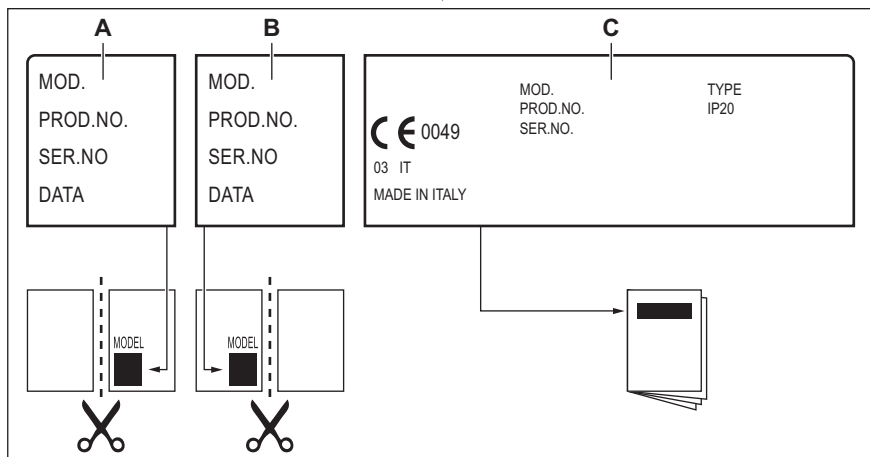 A
B
C
MOD.
PROD.NO.
SER.NO
DATA
MOD.
PROD.NO.
SER.NO
DATA
CE 0049
03 IT
MADE IN ITALY
MOD.
PROD.NO.
SER.NO.
TYPE
IP20
MODEL
MODEL